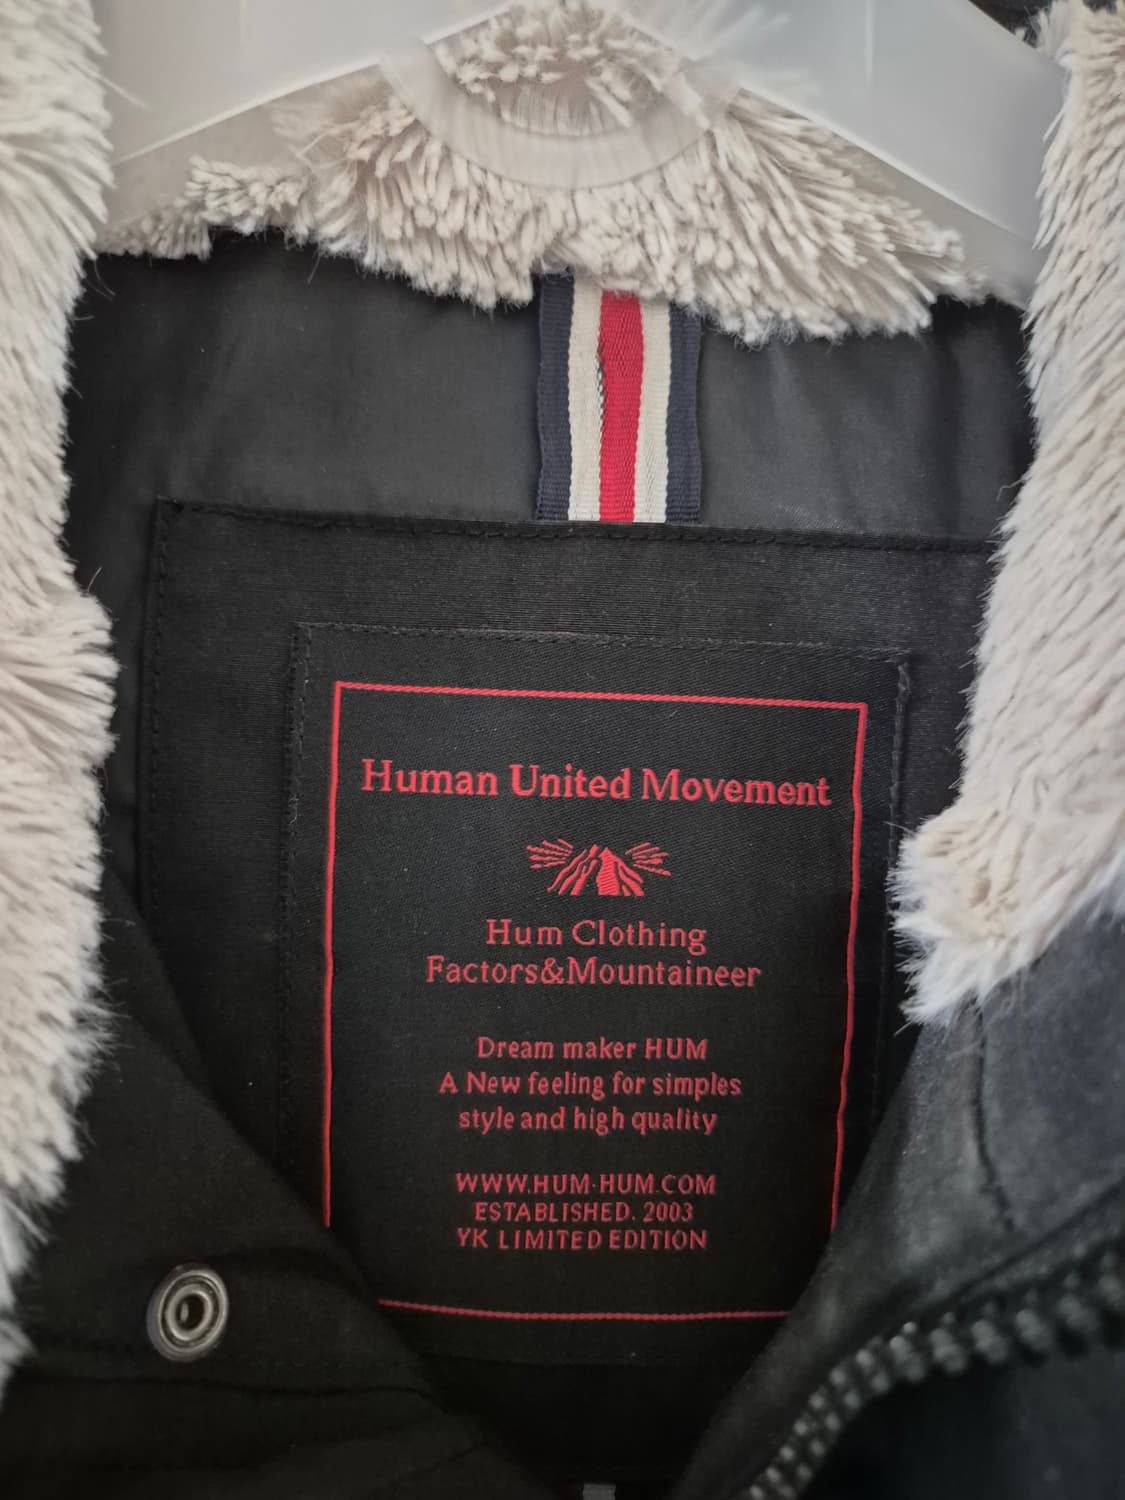 Human United Movement
Hum Clothing
Factors&Mountaineer
Dream maker HUM
A New feeling for simples
style and high quality
WWW.HUM-HUM.COM
ESTABLISHED. 2003
YK LIMITED EDITION